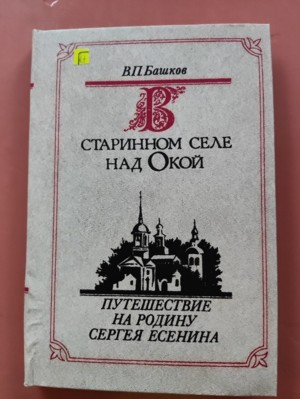 В.П.Башков
В
СТАРИННОМ СЕЛЕ
НАД ОКОЙ
ПУТЕШЕСТВИЕ
НА РОДИНУ
СЕРГЕЯ ЕСЕНИНА